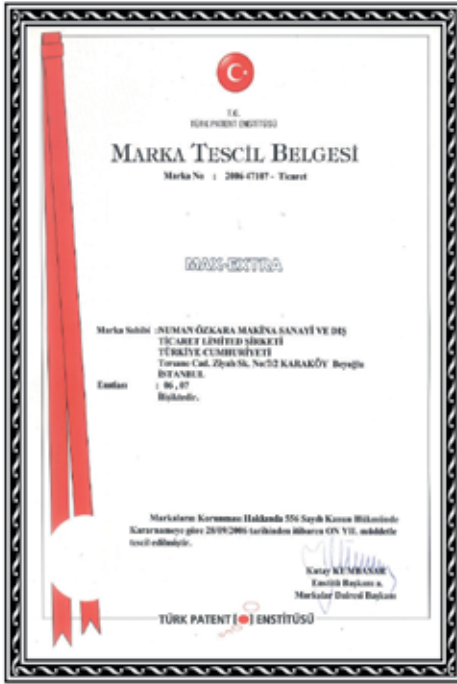 T.C.
TÜRK PATENT ENSTİTÜSÜ
MARKA TESCİL BELGESİ
Marka No : 2006 47107 - Ticaret
MAX-EXTRA
Marka Sahibi :NUMAN ÖZKARA MAKİNA SANAYİ VE DIŞ
TİCARET LİMİTED ŞİRKETİ
TÜRKİYE CUMHURİYETİ
Tersane Cad. Ziyalı Sk. No:7/2 KARAKÖY Beyoğlu
İSTANBUL
Emtiası : 06 , 07
İlişiktedir.
Markaların Korunması Hakkında 556 Sayılı Kanun Hükmünde
Kararnameye göre 28/09/2006 tarihinden itibaren ON YIL müddetle
tescil edilmiştir.
Kutay KUMBASAR
Enstitü Başkanı a.
Markalar Dairesi Başkanı
TÜRK PATENT ENSTİTÜSÜ